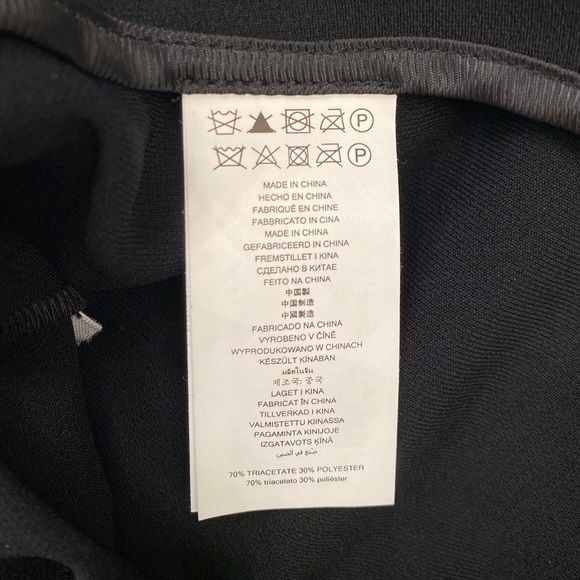 P
P
MADE IN CHINA
HECHO EN CHINA
FABRIQUÉ EN CHINE
FABBRICATO IN CINA
MADE IN CHINA
GEFABRICEERD IN CHINA
FREMSTILLET I KINA
СДЕЛАНО В КИТАЕ
FEITO NA CHINA
中国製
中国制造
中國製造
FABRICADO NA CHINA
VYROBENO V ČÍNĚ
WYPRODUKOWANO W CHINACH
KÉSZÜLT KÍNÁBAN
ผลิตในจีน
제조국: 중국
LAGET I KINA
FABRICAT ÎN CHINA
TILLVERKAD I KINA
VALMISTETTU KIINASSA
PAGAMINTA KINIJOJE
IZGATAVOTS ĶĪNĀ
صنع في الصين
70% TRIACETATE 30% POLYESTER
70% triacetato 30% poliéster